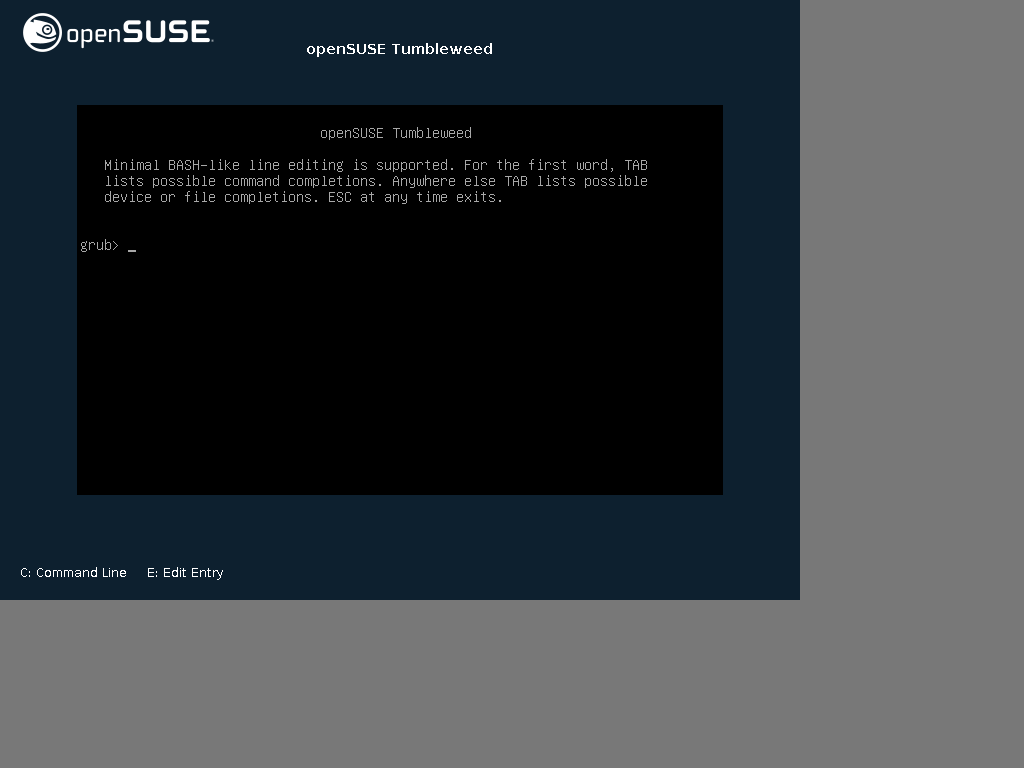 openSUSE
openSUSE Tumbleweed
openSUSE Tumbleweed
Minimal BASH-like line editing is supported. For the first word, TAB
lists possible command completions. Anywhere else TAB lists possible
device or file completions. ESC at any time exits.
grub> _
C: Command Line E: Edit Entry